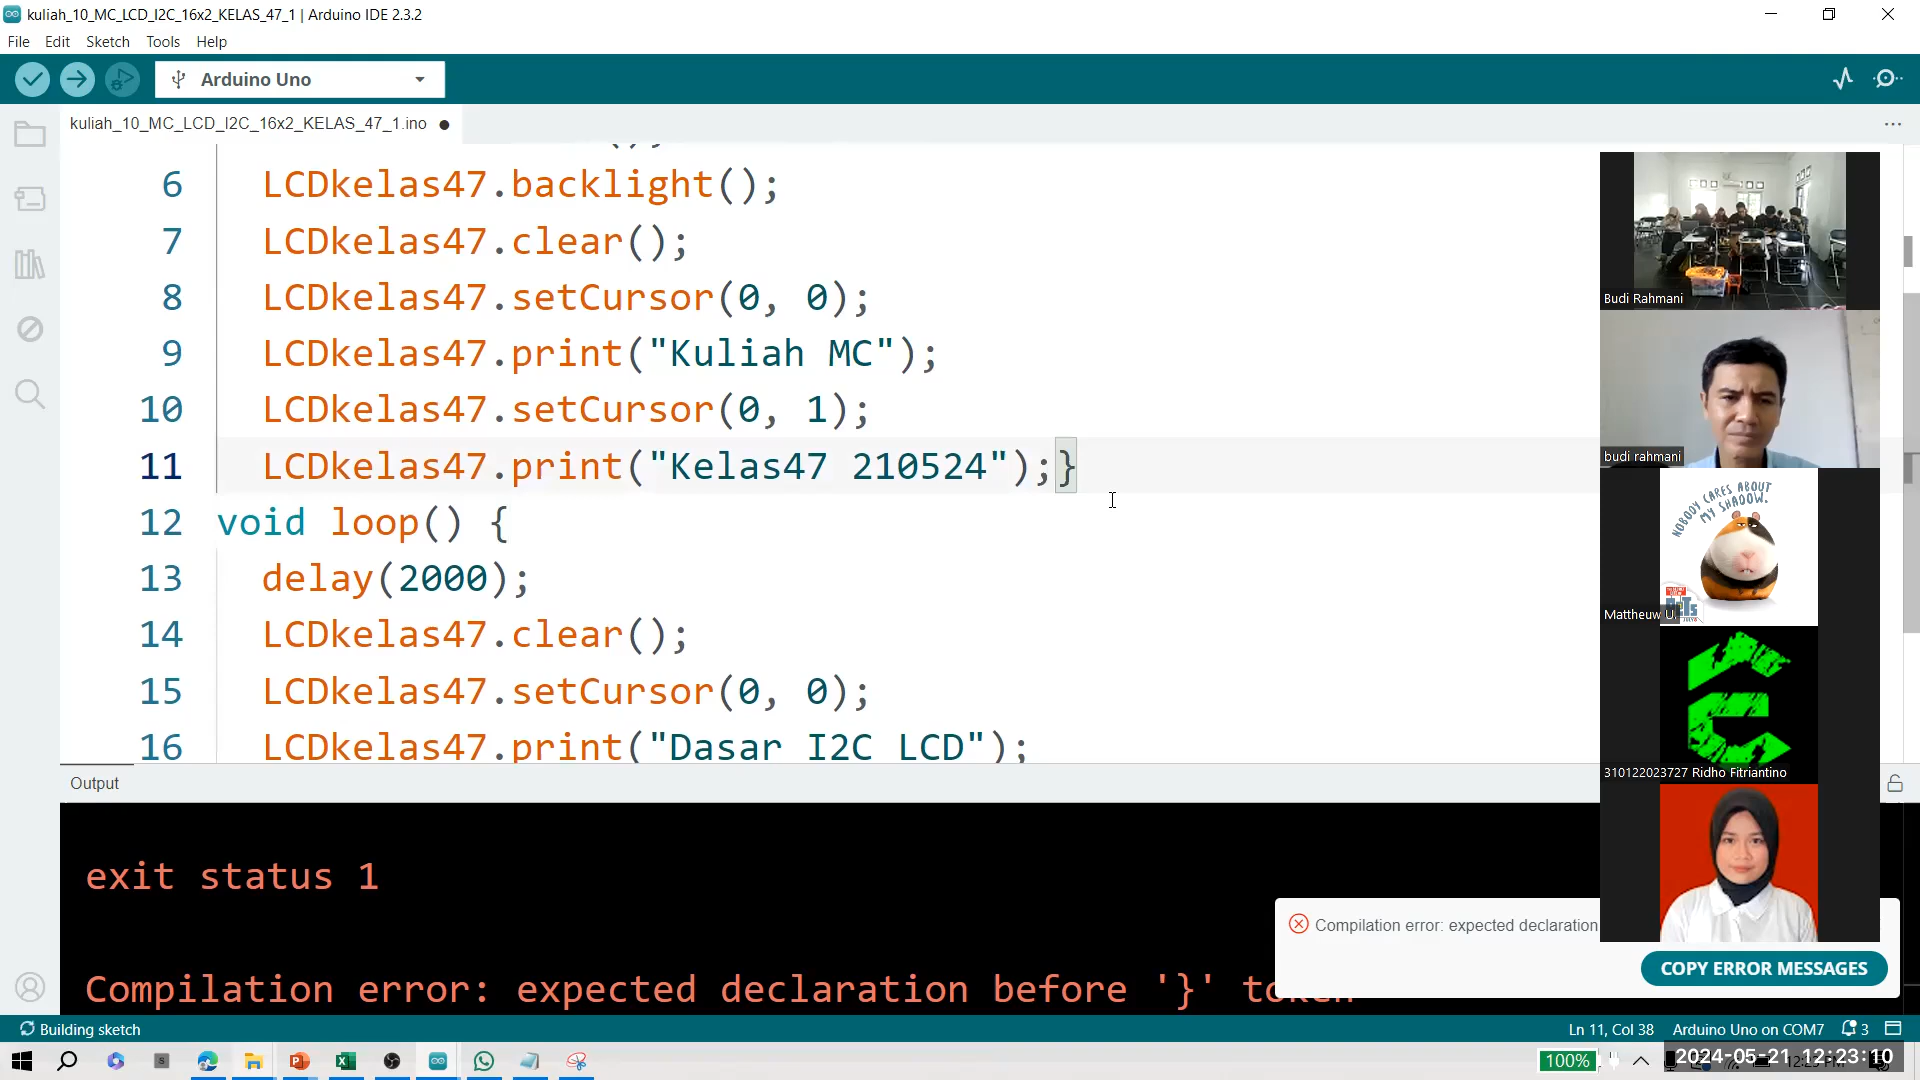 kuliah_10_MC_LCD_I2C_16x2_KELAS_47_1 | Arduino IDE 2.3.2
File Edit Sketch Tools Help
Arduino Uno
kuliah_10_MC_LCD_I2C_16x2_KELAS_47_1.ino
6 LCDkelas47.backlight();
7 LCDkelas47.clear();
8 LCDkelas47.setCursor(0, 0);
9 LCDkelas47.print("Kuliah MC");
10 LCDkelas47.setCursor(0, 1);
11 LCDkelas47.print("Kelas47 210524");}
12 void loop() {
13 delay(2000);
14 LCDkelas47.clear();
15 LCDkelas47.setCursor(0, 0);
16 LCDkelas47.print("Dasar I2C LCD");
Budi Rahmani
budi rahmani
NOBODY CARES ABOUT
MY SHADOW.
Mattheuw U.
310122023727 Ridho Fitriantino
Output
exit status 1
Compilation error: expected declaration before '}' token
Compilation error: expected declaration
COPY ERROR MESSAGES
Building sketch
Ln 11, Col 38 Arduino Uno on COM7 3
100%
2024-05-21 12:23:10